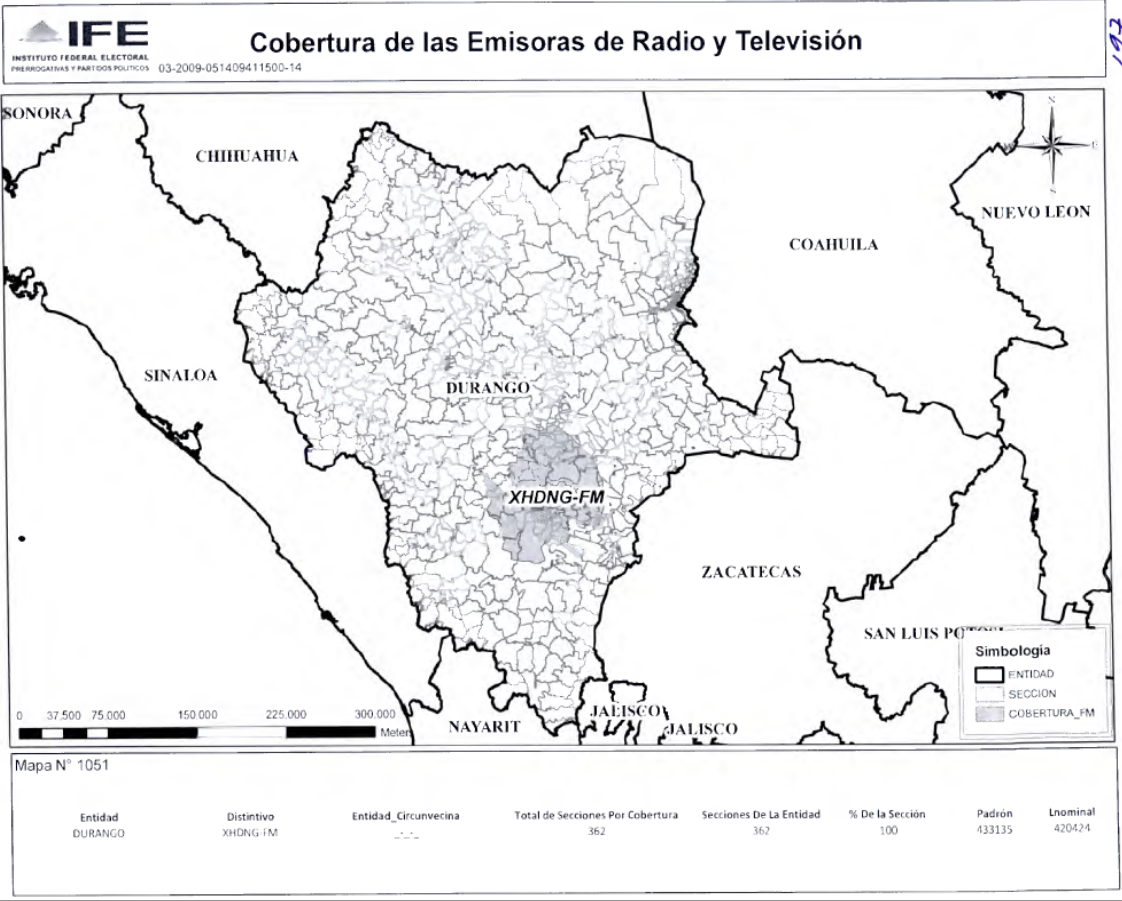 IFE
INSTITUTO FEDERAL ELECTORAL
PRERROGATIVAS Y PARTIDOS POLITICOS
03-2009-051409411500-14
Cobertura de las Emisoras de Radio y Televisión
197
SONORA
CHIHUAHUA
N
E
S
NUEVO LEON
COAHUILA
SINALOA
DURANGO
XHDNG-FM
ZACATECAS
SAN LUIS
Simbología
ENTIDAD
SECCION
COBERTURA_FM
0 37,500 75.000 150.000 225.000 300.000
NAYARIT
JALISCO
JALISCO
Mapa N° 1051
Entidad Distintivo Entidad_Circunvecina Total de Secciones Por Cobertura Secciones De La Entidad % De la Sección Padrón Lnominal
DURANGO XHDNG-FM _-_-_ 362 362 100 433135 420424